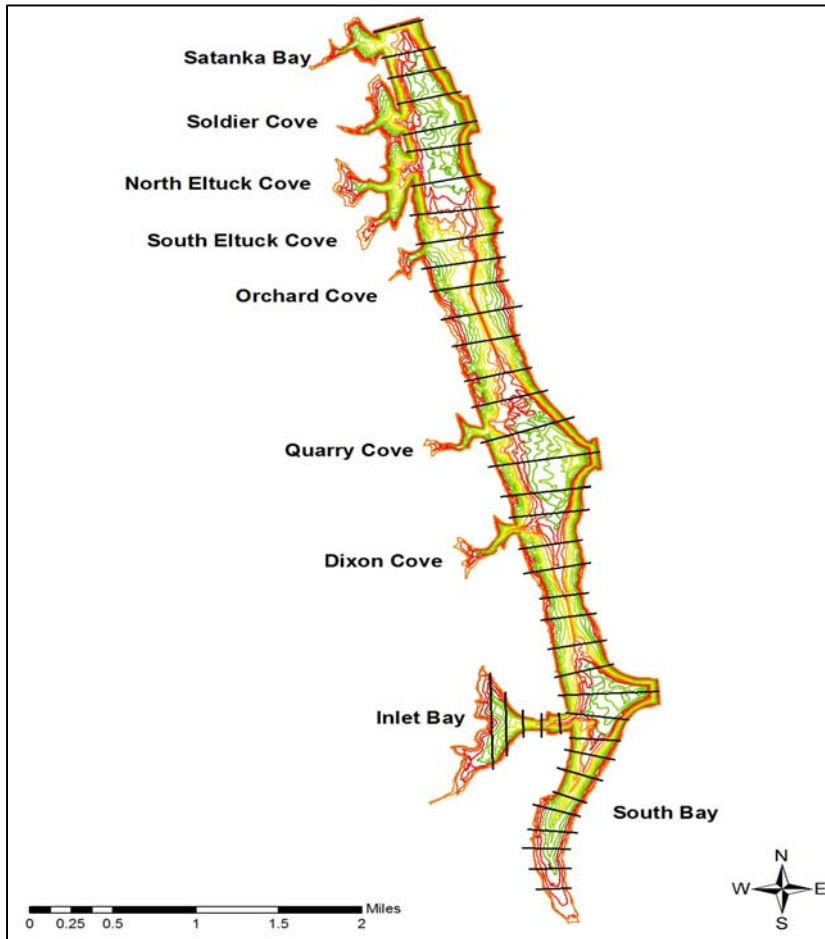 Satanka Bay
Soldier Cove
North Eltuck Cove
South Eltuck Cove
Orchard Cove
Quarry Cove
Dixon Cove
Inlet Bay
South Bay
N
W E
S
Miles
0 0.25 0.5 1 1.5 2